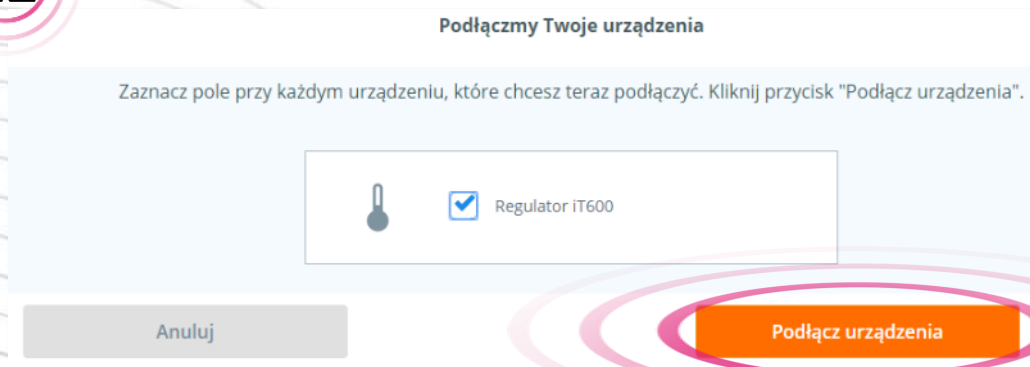 Podłączmy Twoje urządzenia
Zaznacz pole przy każdym urządzeniu, które chcesz teraz podłączyć. Kliknij przycisk "Podłącz urządzenia".
Regulator iT600
Anuluj
Podłącz urządzenia